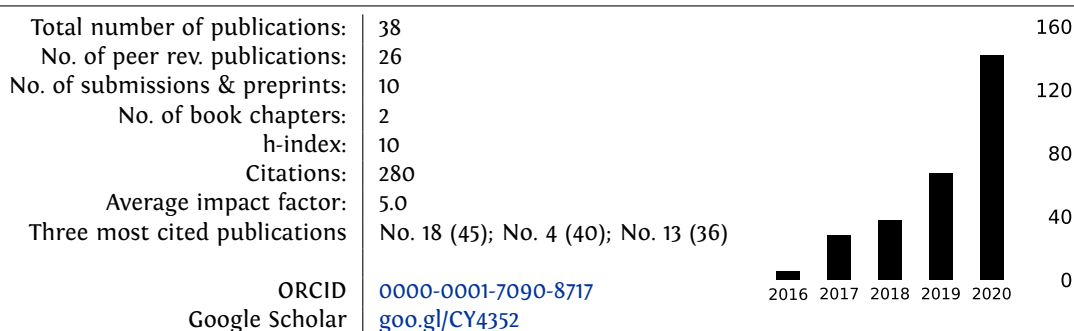 Total number of publications: 38
No. of peer rev. publications: 26
No. of submissions & preprints: 10
No. of book chapters: 2
h-index: 10
Citations: 280
Average impact factor: 5.0
Three most cited publications No. 18 (45); No. 4 (40); No. 13 (36)
ORCID 0000-0001-7090-8717
Google Scholar goo.gl/CY4352
160
120
80
40
0
2016 2017 2018 2019 2020